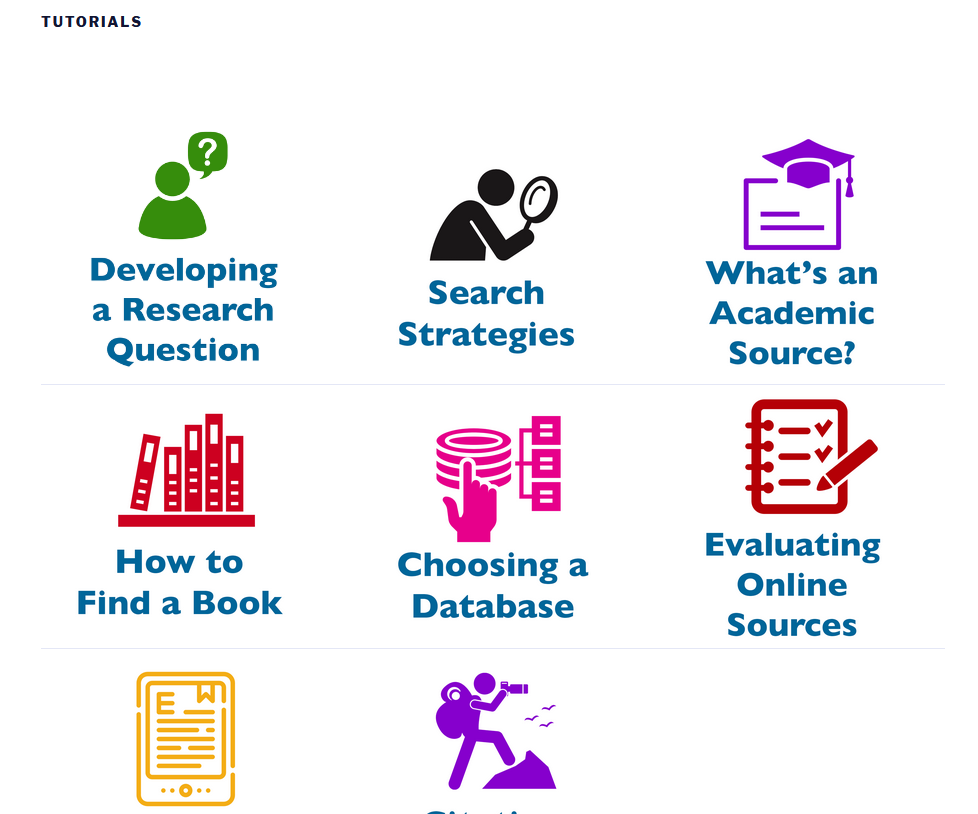 TUTORIALS
?
Developing
a Research
Question
Search
Strategies
What’s an
Academic
Source?
How to
Find a Book
Choosing a
Database
Evaluating
Online
Sources
E